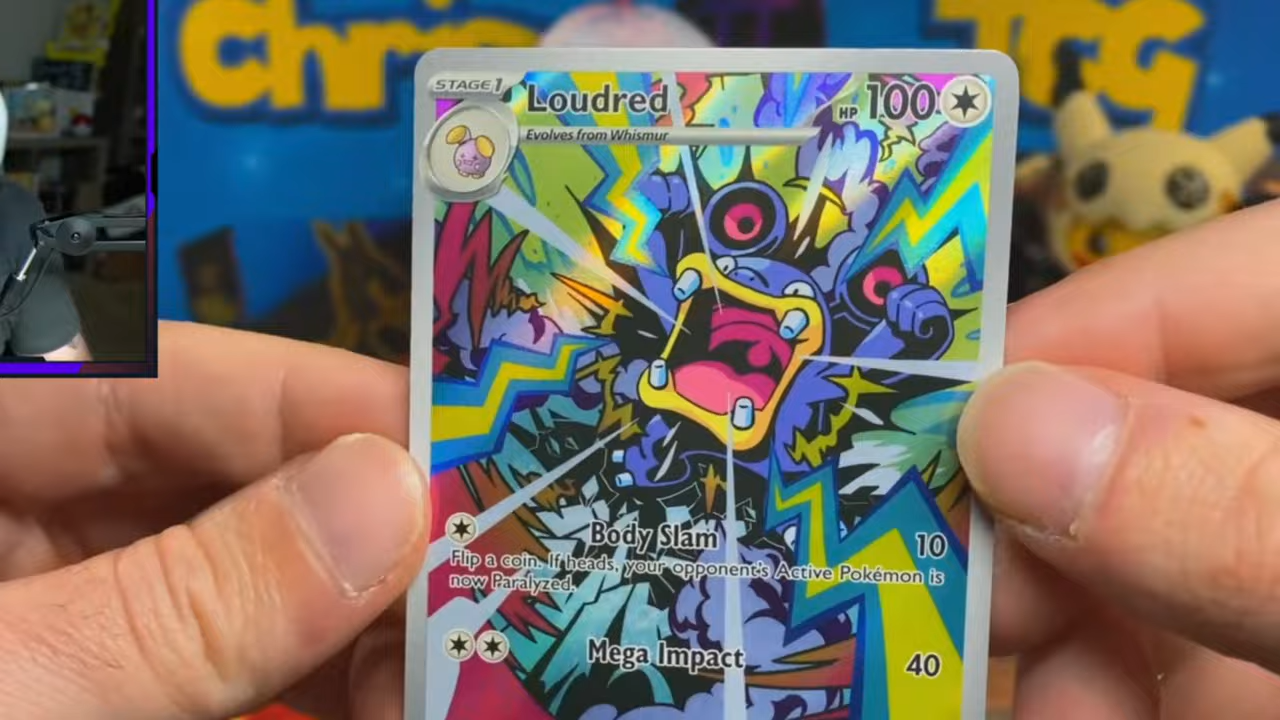 Chris TCG
STAGE 1
Loudred
HP 100
Evolves from Whismur
Body Slam 10
Flip a coin. If heads, your opponent's Active Pokémon is
now Paralyzed.
Mega Impact 40